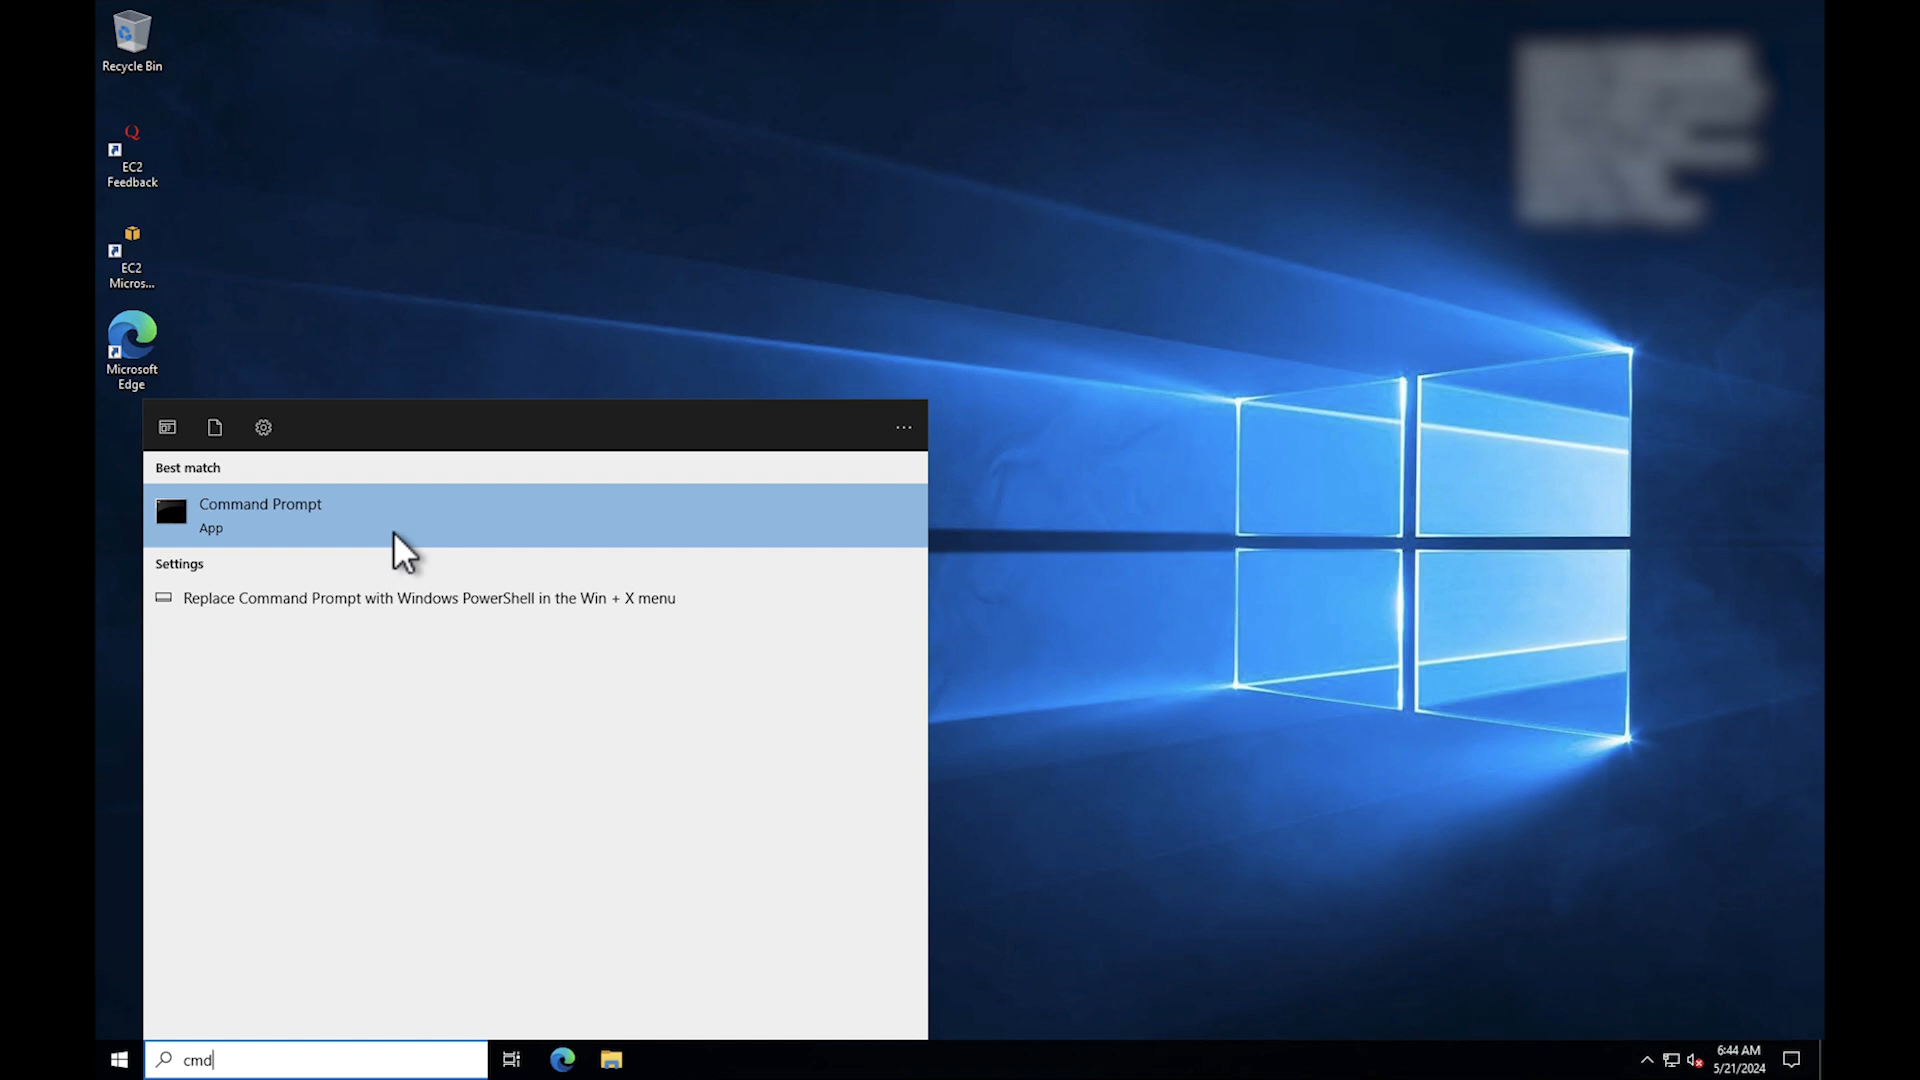 Recycle Bin
EC2
Feedback
EC2
Micros...
Microsoft
Edge
Best match
Command Prompt
App
Settings
Replace Command Prompt with Windows PowerShell in the Win + X menu
cmd
6:44 AM
5/21/2024